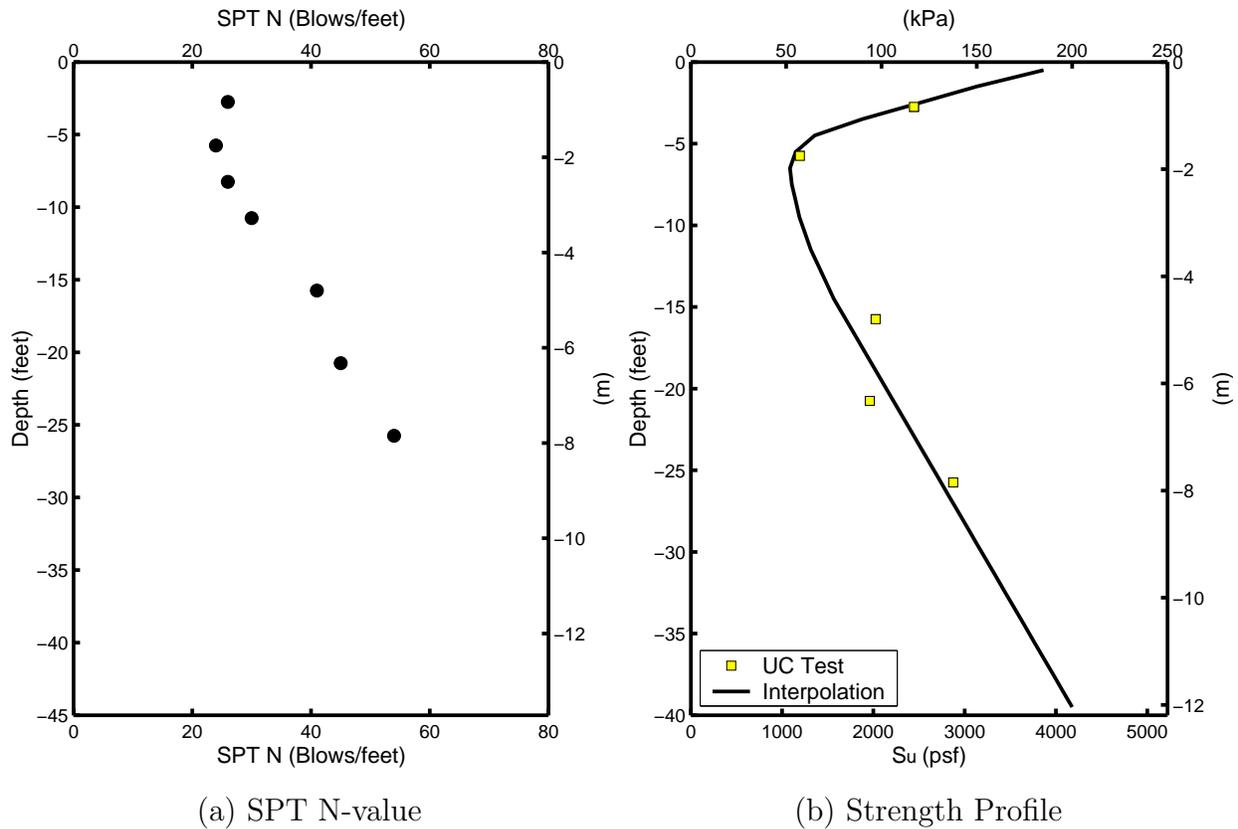 SPT N (Blows/feet)
0 20 40 60 80
0
−5
−10
−15
−20
−25
−30
−35
−40
−45
Depth (feet)
0
−2
−4
−6
−8
−10
−12
(m)
0 20 40 60 80
SPT N (Blows/feet)
(a) SPT N-value
(kPa)
0 50 100 150 200 250
0
−5
−10
−15
−20
−25
−30
−35
−40
Depth (feet)
0
−2
−4
−6
−8
−10
−12
(m)
UC Test
Interpolation
0 1000 2000 3000 4000 5000
Su (psf)
(b) Strength Profile